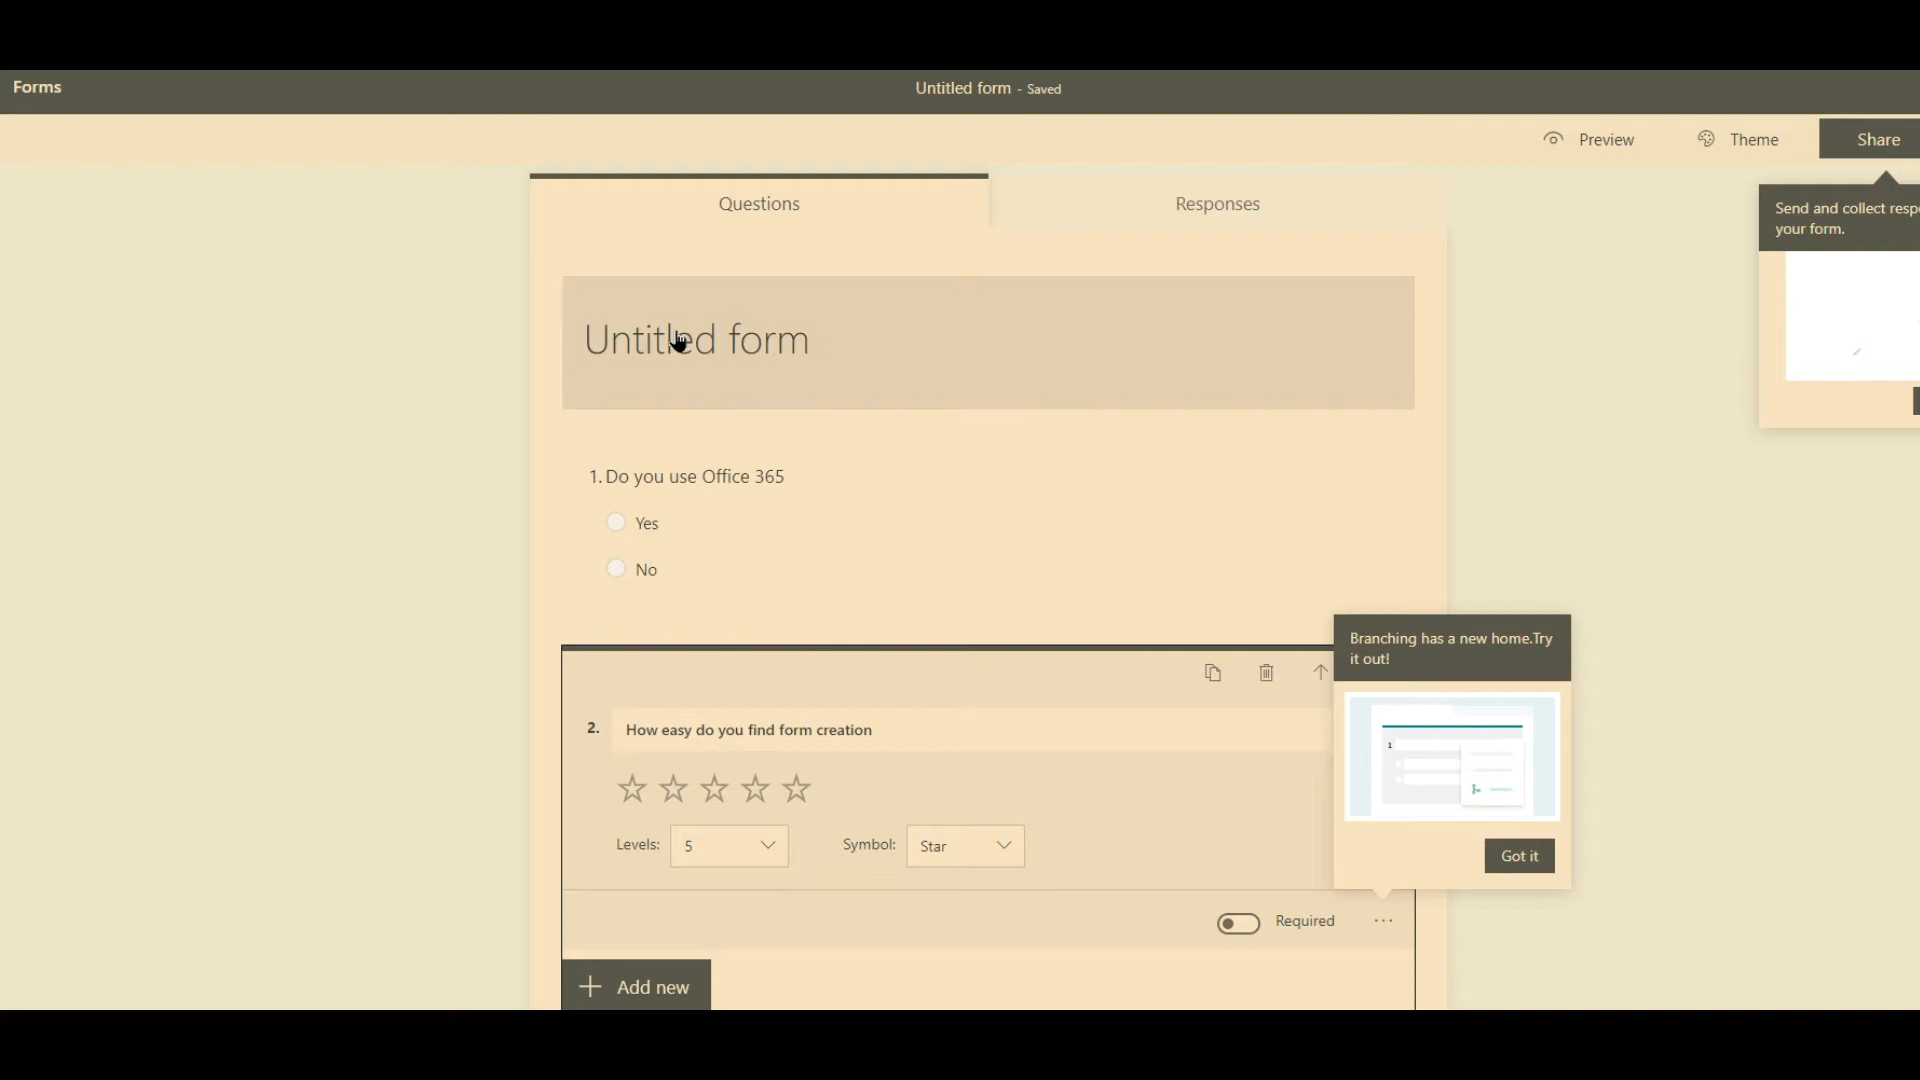 Forms
Untitled form - Saved
Preview
Theme
Share
Send and collect
your form.
Questions
Responses
Untitled form
1. Do you use Office 365
Yes
No
Branching has a new home.Try
it out!
1
Got it
2. How easy do you find form creation
Levels: 5
Symbol: Star
Required
Add new